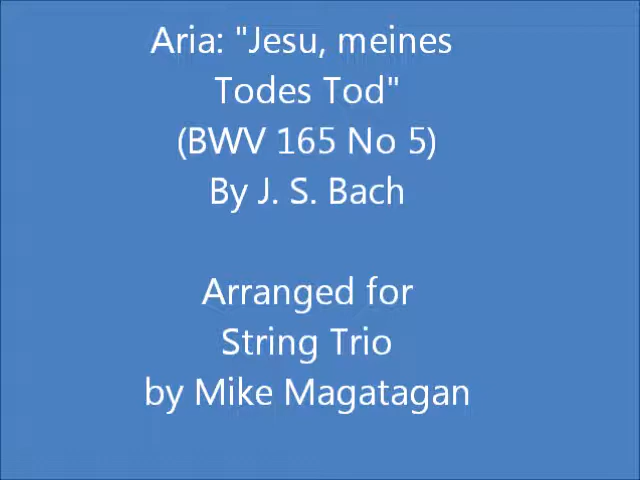 Aria: "Jesu, meines
Todes Tod"
(BWV 165 No 5)
By J. S. Bach
Arranged for
String Trio
by Mike Magatagan